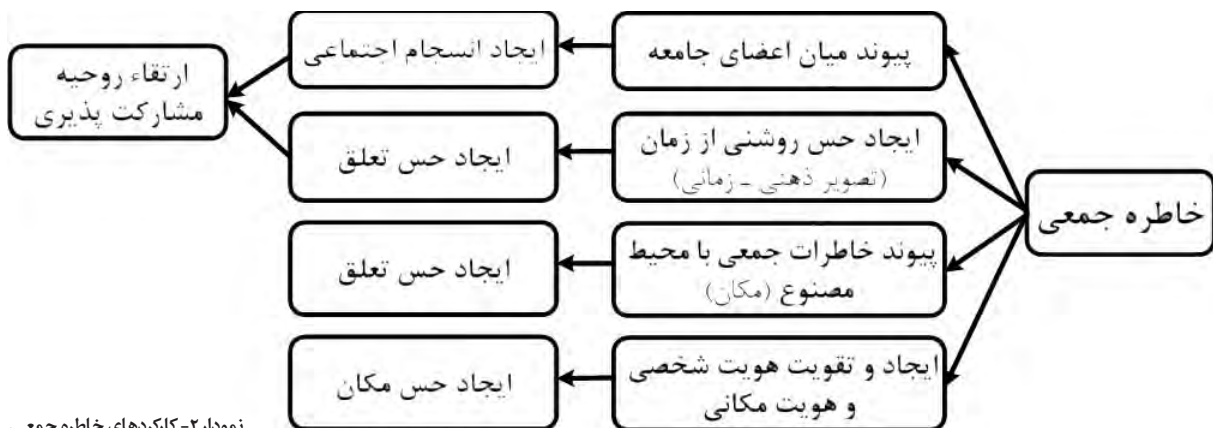 خاطره جمعی
پیوند میان اعضای جامعه
ایجاد انسجام اجتماعی
ارتقاء روحیه
مشارکت پذیری
ایجاد حس روشنی از زمان
(تصویر ذهنی ـ زمانی)
ایجاد حس تعلق
پیوند خاطرات جمعی با محیط
مصنوع (مکان)
ایجاد حس تعلق
ایجاد و تقویت هویت شخصی
و هویت مکانی
ایجاد حس مکان
نمودار ۲- کارکردهای خاطره جمعی